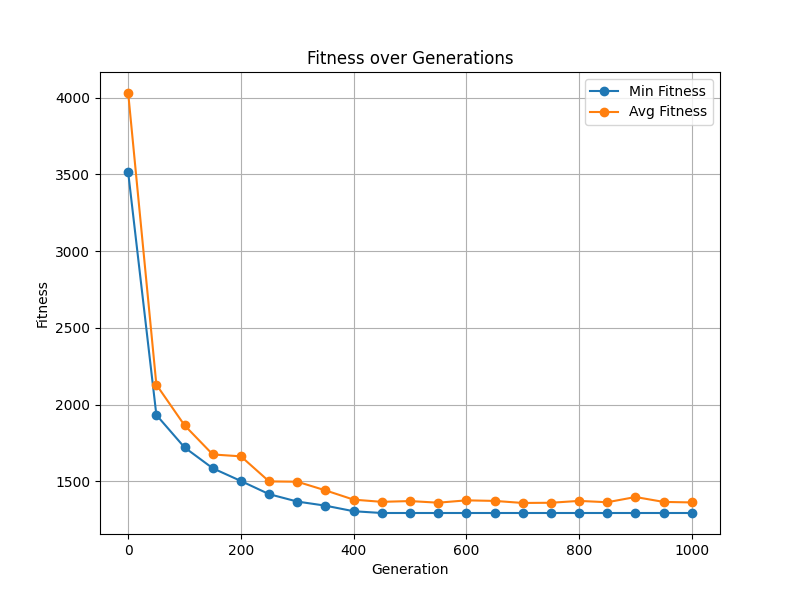 Fitness over Generations
Min Fitness
Avg Fitness
4000
3500
3000
2500
2000
1500
Fitness
0 200 400 600 800 1000
Generation